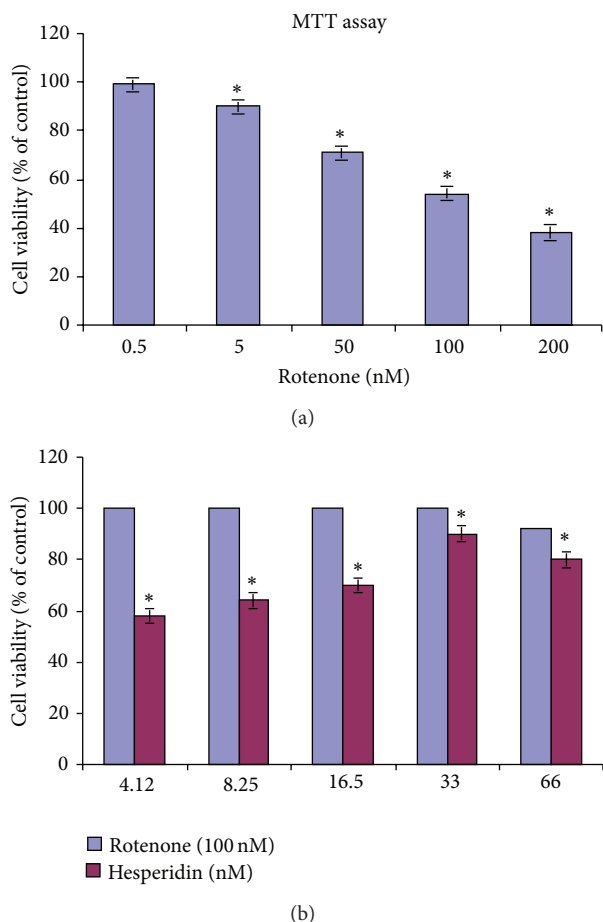 MTT assay
Cell viability (% of control)
120
100
80
60
40
20
0
*
*
*
*
0.5 5 50 100 200
Rotenone (nM)
(a)
Cell viability (% of control)
120
100
80
60
40
20
0
*
*
*
*
*
4.12 8.25 16.5 33 66
Rotenone (100 nM)
Hesperidin (nM)
(b)